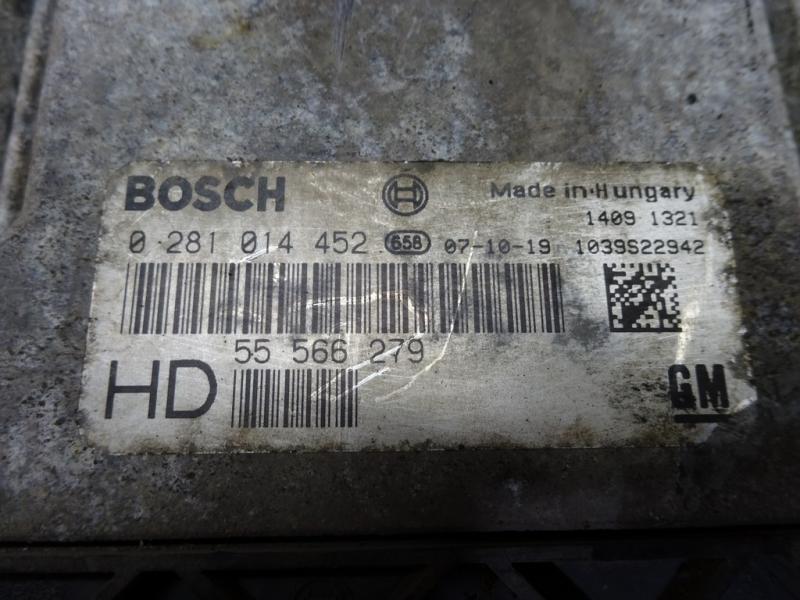 BOSCH Made in Hungary
1409 1321
0 281 014 452 658 07-10-19 1039S22942
55 566 279
HD GM